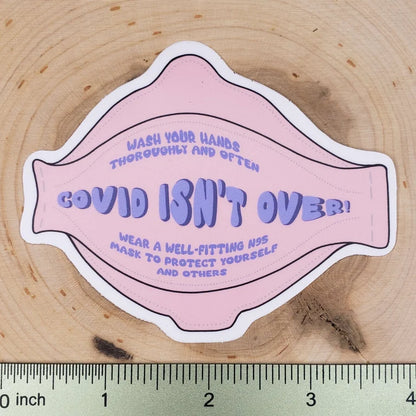 WASH YOUR HANDS
THOROUGHLY AND OFTEN
COVID ISN'T OVER!
WEAR A WELL-FITTING N95
MASK TO PROTECT YOURSELF
AND OTHERS
0 inch 1 2 3 4